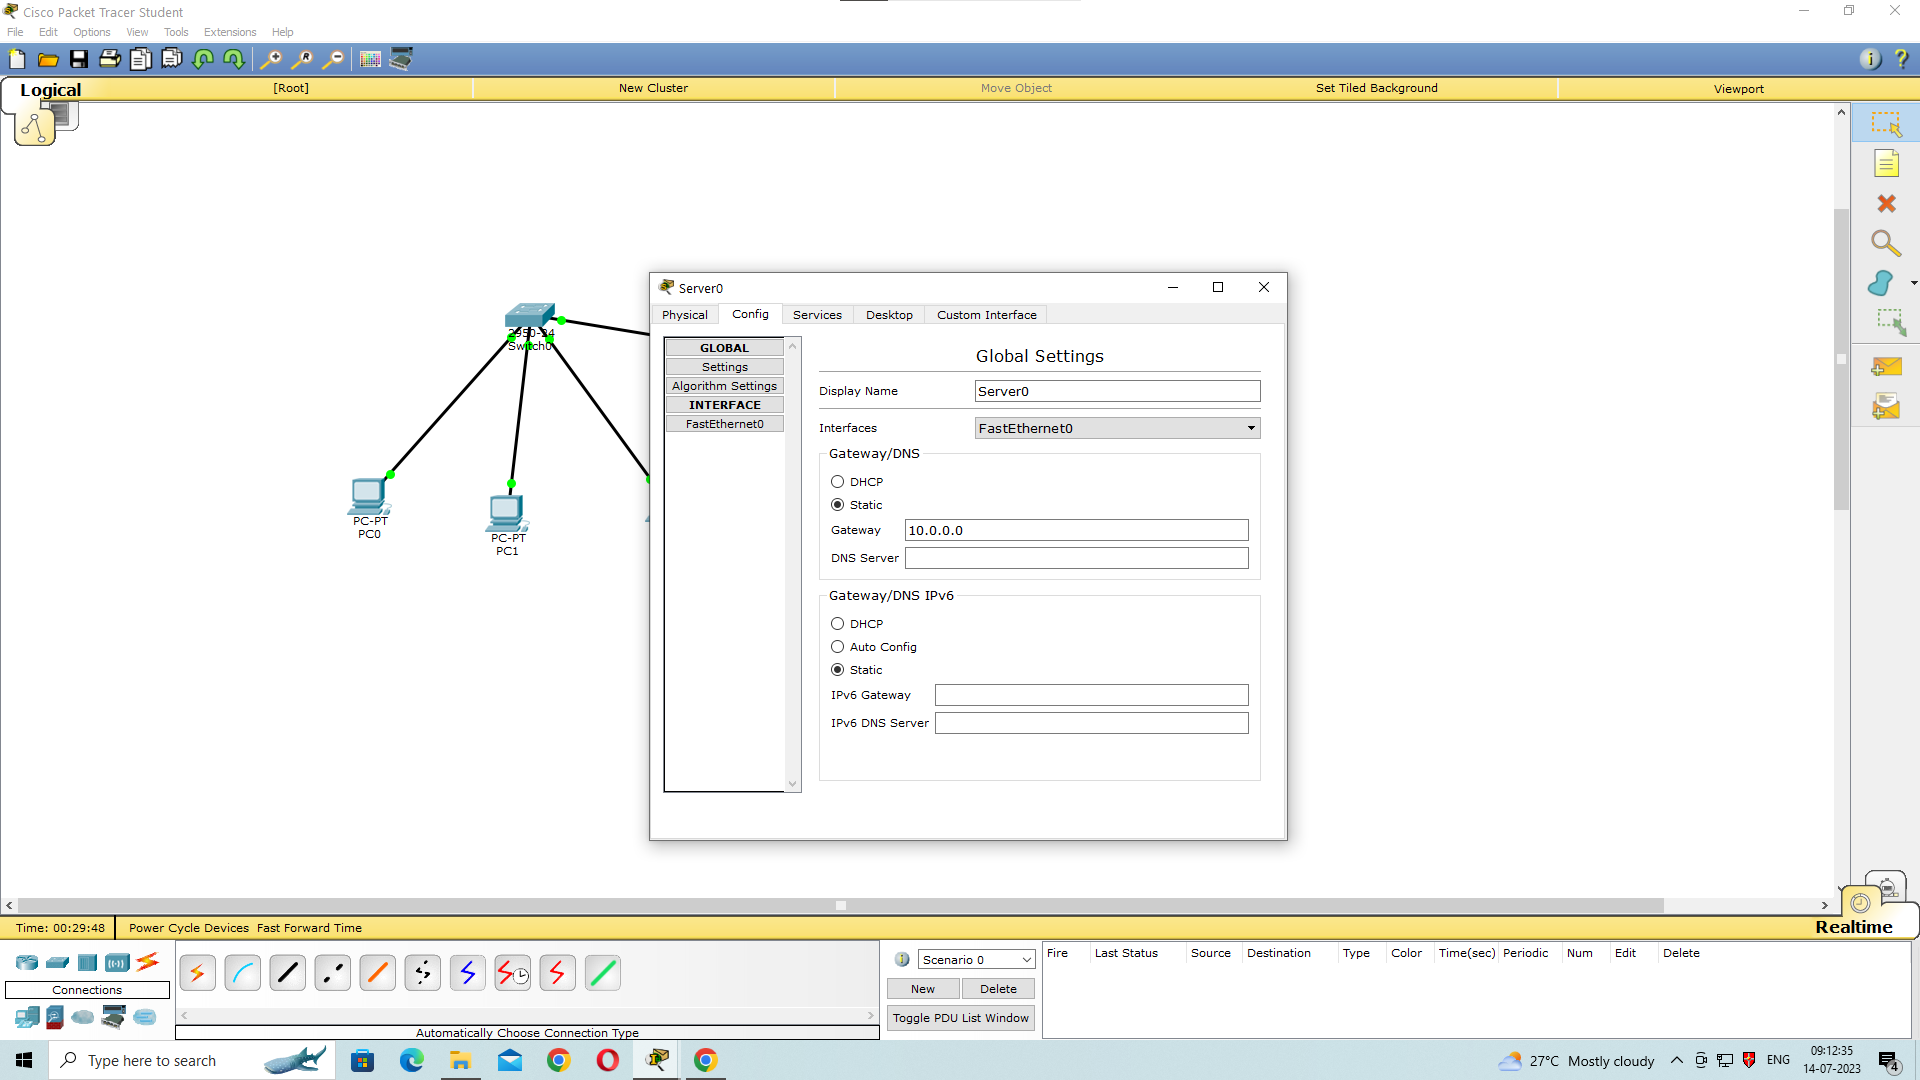 Cisco Packet Tracer Student
File Edit Options View Tools Extensions Help
Logical [Root] New Cluster Move Object Set Tiled Background Viewport
2950-24
Switch0
PC-PT
PC0
PC-PT
PC1
Server0
Physical Config Services Desktop Custom Interface
GLOBAL
Settings
Algorithm Settings
INTERFACE
FastEthernet0
Global Settings
Display Name Server0
Interfaces FastEthernet0
Gateway/DNS
DHCP
Static
Gateway 10.0.0.0
DNS Server
Gateway/DNS IPv6
DHCP
Auto Config
Static
IPv6 Gateway
IPv6 DNS Server
Time: 00:29:48 Power Cycle Devices Fast Forward Time Realtime
Connections
Automatically Choose Connection Type
Scenario 0
New Delete
Toggle PDU List Window
Fire Last Status Source Destination Type Color Time(sec) Periodic Num Edit Delete
Type here to search
27°C Mostly cloudy
ENG
09:12:35
14-07-2023
4